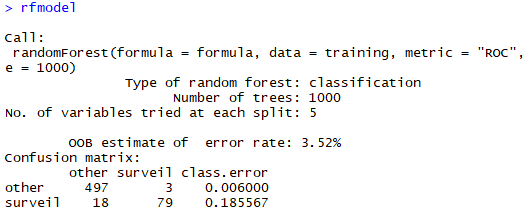 > rfmodel
Call:
randomForest(formula = formula, data = training, metric = "ROC",
e = 1000)
Type of random forest: classification
Number of trees: 1000
No. of variables tried at each split: 5
OOB estimate of  error rate: 3.52%
Confusion matrix:
other surveil class.error
other 497 3 0.006000
surveil 18 79 0.185567